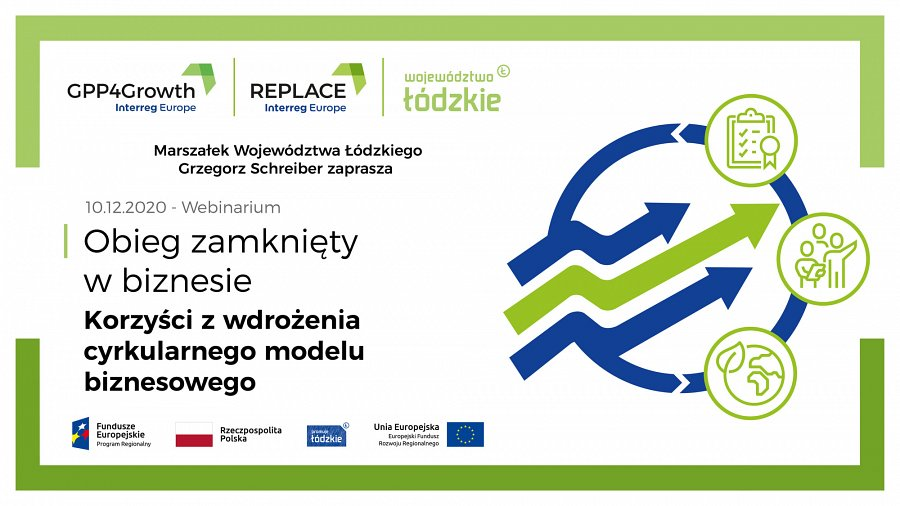 GPP4Growth
Interreg Europe
REPLACE
Interreg Europe
województwo
Łódzkie
Marszałek Województwa Łódzkiego
Grzegorz Schreiber zaprasza
10.12.2020 - Webinarium
Obieg zamknięty
w biznesie
Korzyści z wdrożenia
cyrkularnego modelu
biznesowego
Fundusze
Europejskie
Program Regionalny
Rzeczpospolita
Polska
promuje
łódzkie
Unia Europejska
Europejski Fundusz
Rozwoju Regionalnego